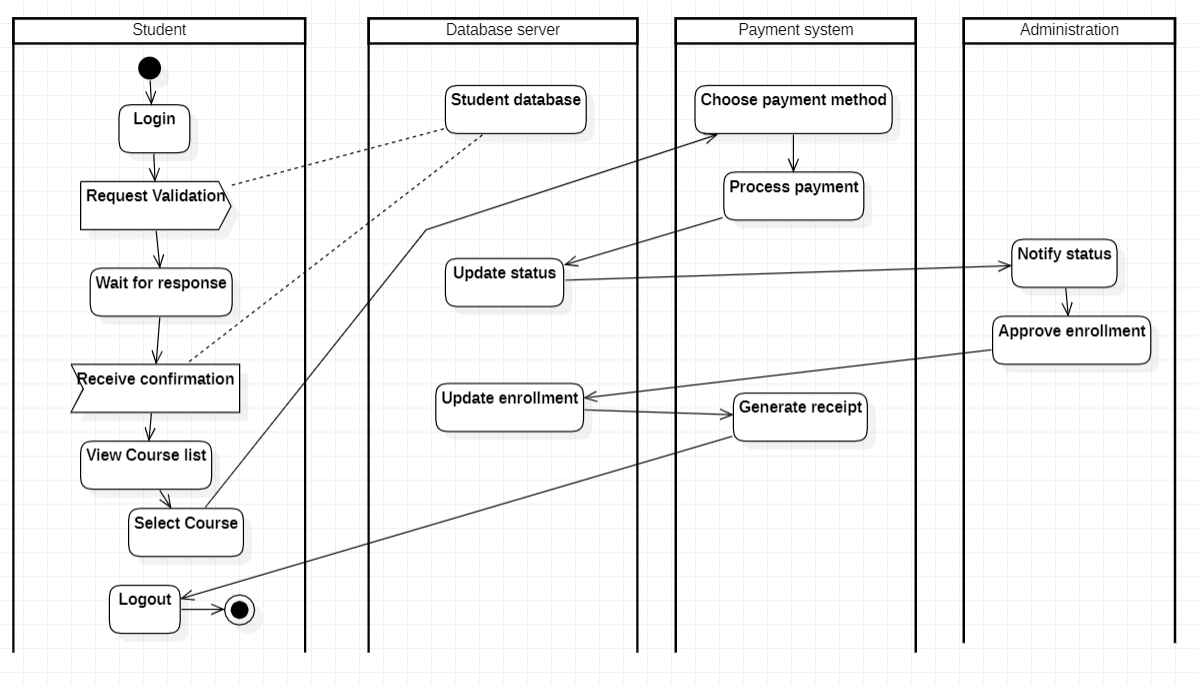 Student
Database server
Payment system
Administration
Login
Request Validation
Wait for response
Receive confirmation
View Course list
Select Course
Logout
Student database
Update status
Update enrollment
Choose payment method
Process payment
Generate receipt
Notify status
Approve enrollment